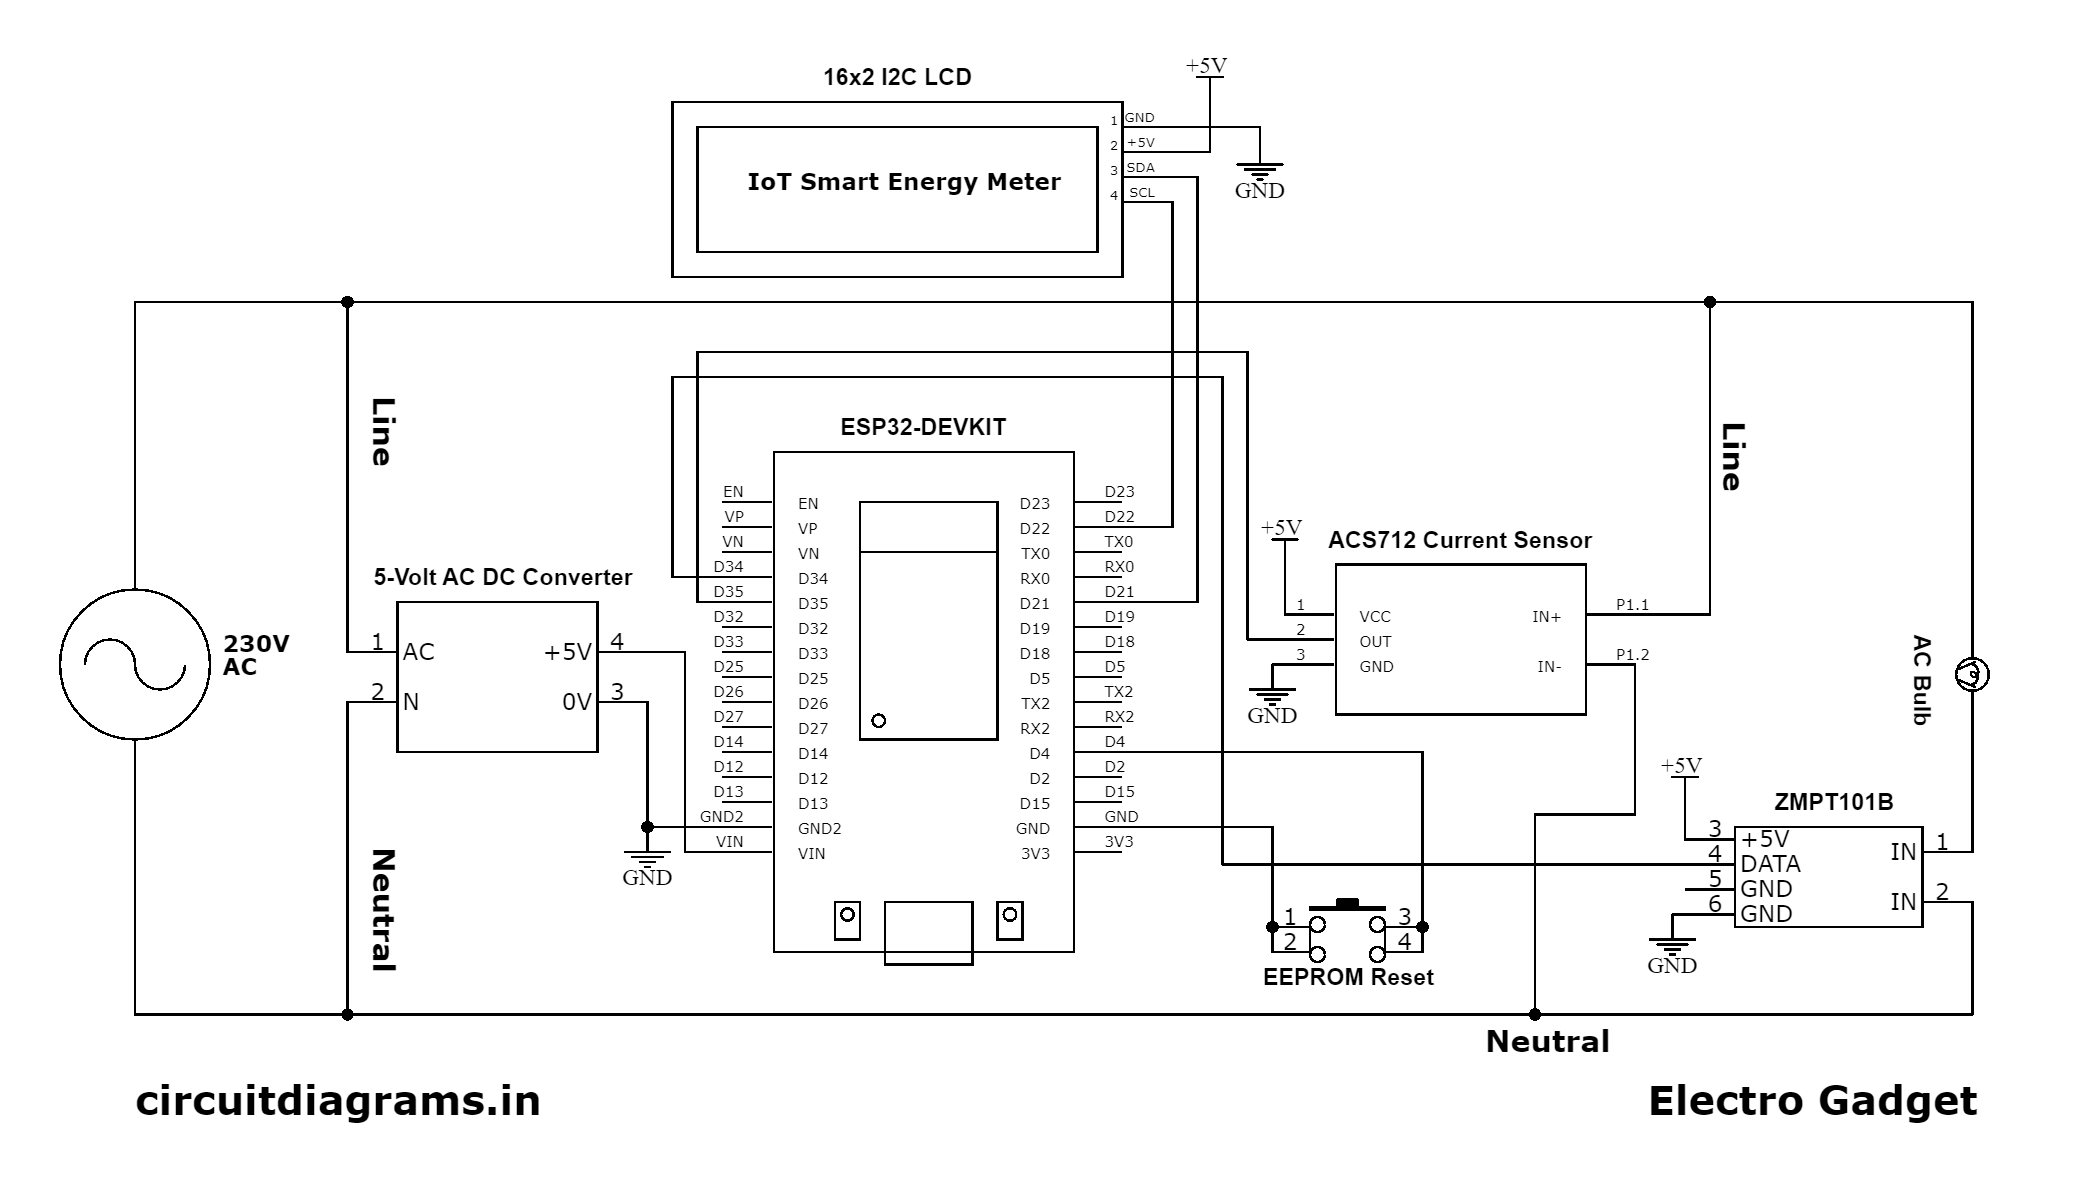 16x2 I2C LCD
+5V
1 GND
2 +5V
3 SDA
4 SCL
IoT Smart Energy Meter
GND
Line
ESP32-DEVKIT
Line
EN
VP
VN
D34
D35
D32
D33
D25
D26
D27
D14
D12
D13
GND2
VIN
EN
VP
VN
D34
D35
D32
D33
D25
D26
D27
D14
D12
D13
GND2
VIN
D23
D22
TX0
RX0
D21
D19
D18
D5
TX2
RX2
D4
D2
D15
GND
3V3
D23
D22
TX0
RX0
D21
D19
D18
D5
TX2
RX2
D4
D2
D15
GND
3V3
230V
AC
5-Volt AC DC Converter
1 AC +5V 4
2 N 0V 3
GND
Neutral
+5V
ACS712 Current Sensor
1 VCC IN+ P1.1
2 OUT
3 GND IN- P1.2
GND
AC Bulb
+5V
ZMPT101B
3 +5V
4 DATA IN 1
5 GND
6 GND IN 2
GND
1 3
2 4
EEPROM Reset
Neutral
circuitdiagrams.in
Electro Gadget